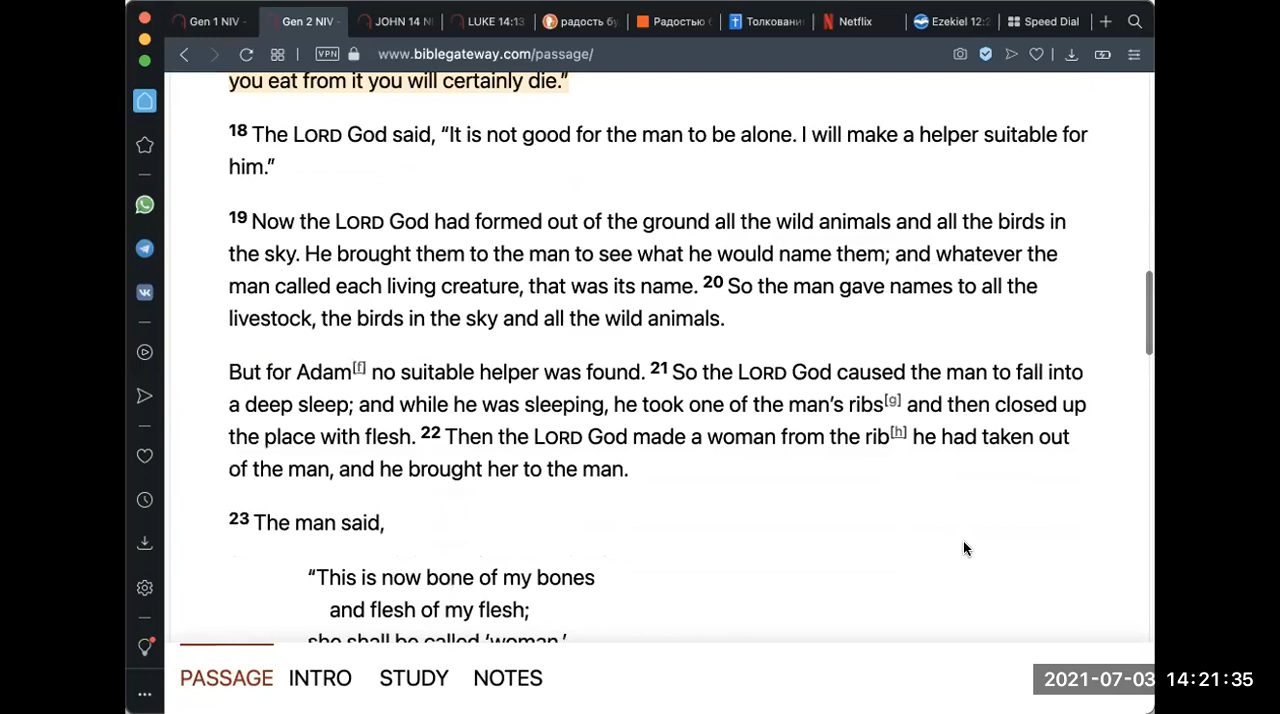 Gen 1 NIV
Gen 2 NIV
JOHN 14 N
LUKE 14:13
радость бу
Радостью
Толковани
Netflix
Ezekiel 12:
Speed Dial
VPN
www.biblegateway.com/passage/
you eat from it you will certainly die.”
18 The LORD God said, “It is not good for the man to be alone. I will make a helper suitable for
him.”
19 Now the LORD God had formed out of the ground all the wild animals and all the birds in
the sky. He brought them to the man to see what he would name them; and whatever the
man called each living creature, that was its name. 20 So the man gave names to all the
livestock, the birds in the sky and all the wild animals.
But for Adam[f] no suitable helper was found. 21 So the LORD God caused the man to fall into
a deep sleep; and while he was sleeping, he took one of the man’s ribs[g] and then closed up
the place with flesh. 22 Then the LORD God made a woman from the rib[h] he had taken out
of the man, and he brought her to the man.
23 The man said,
“This is now bone of my bones
and flesh of my flesh;
she shall be called ‘woman,’
PASSAGE INTRO STUDY NOTES
2021-07-03 14:21:35